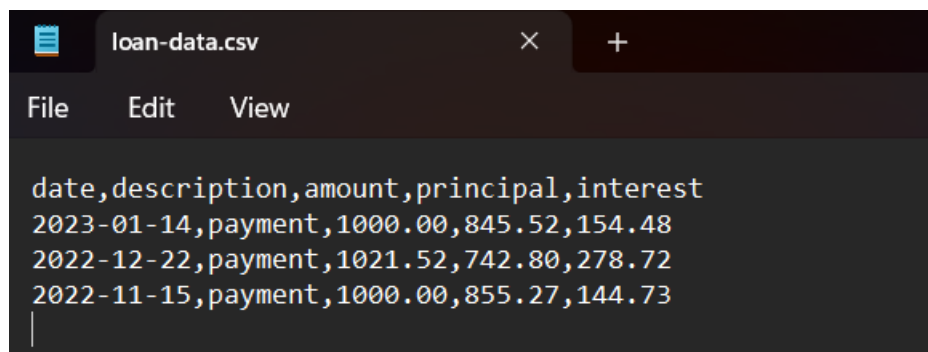 loan-data.csv
File Edit View
date,description,amount,principal,interest
2023-01-14,payment,1000.00,845.52,154.48
2022-12-22,payment,1021.52,742.80,278.72
2022-11-15,payment,1000.00,855.27,144.73